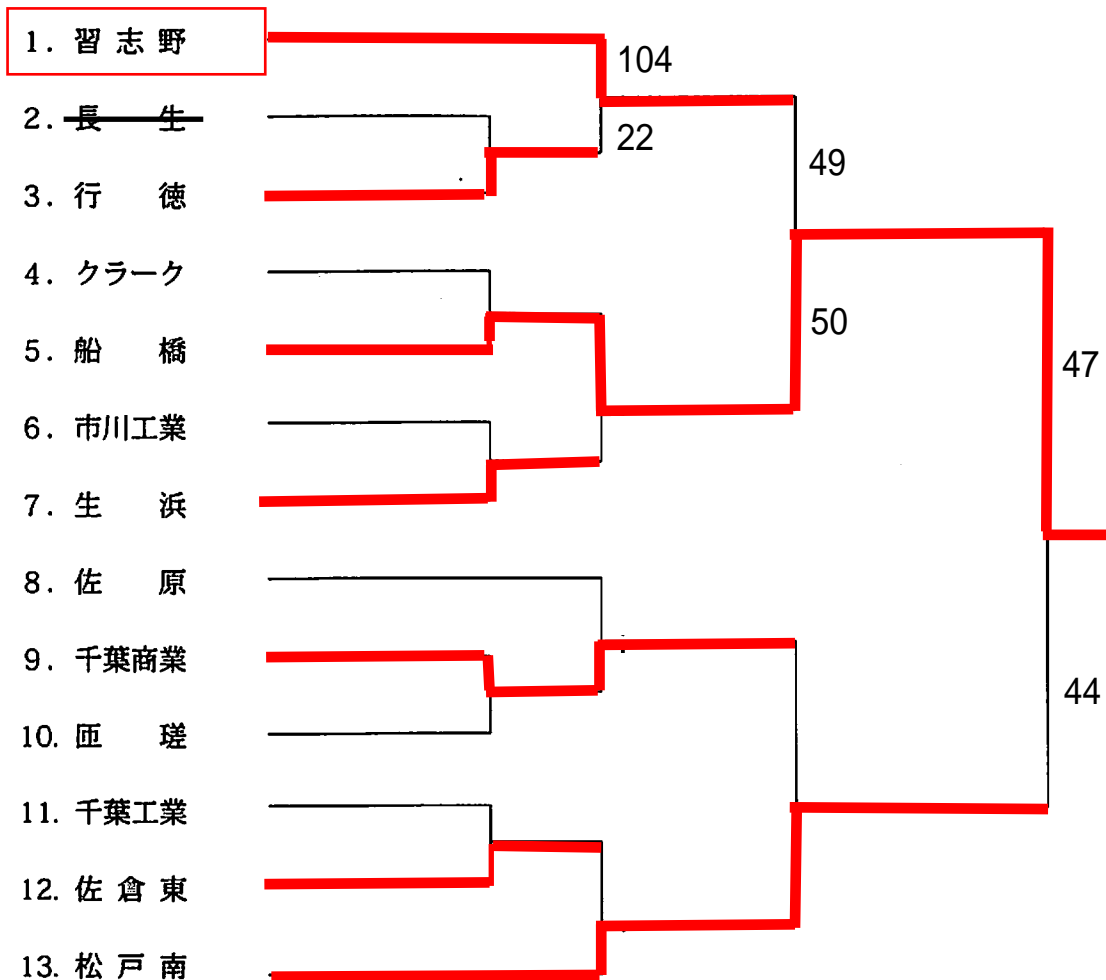 1. 習志野
104
2. 長 生
22
3. 行 徳
49
4. クラーク
5. 船 橋
50
47
6. 市川工業
7. 生 浜
8. 佐 原
9. 千葉商業
44
10. 匝 瑳
11. 千葉工業
12. 佐倉東
13. 松戸南